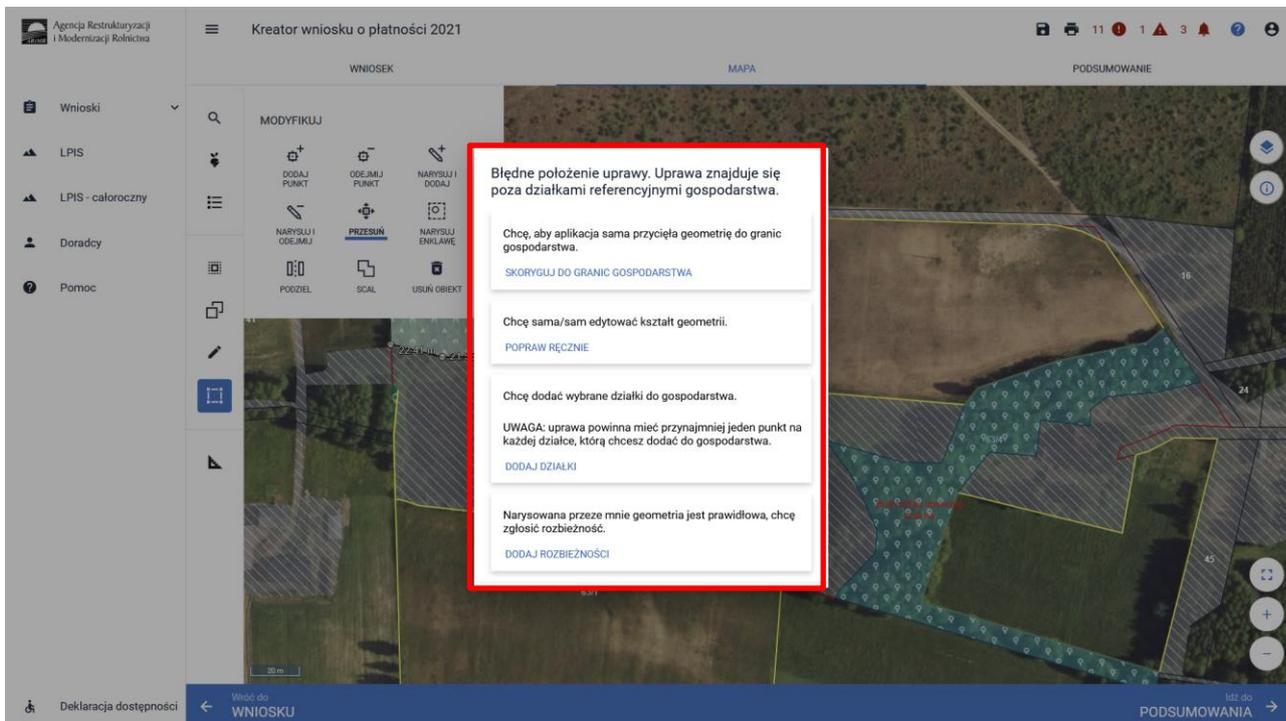 Agencja Restrukturyzacji
i Modernizacji Rolnictwa
Kreator wniosku o płatności 2021
11
1
3
WNIOSEK
MAPA
PODSUMOWANIE
Wnioski
LPIS
LPIS - całoroczny
Doradcy
Pomoc
MODYFIKUJ
DODAJ
PUNKT
ODEJMIJ
PUNKT
NARYSUJ I
DODAJ
NARYSUJ I
ODEJMIJ
PRZESUŃ
NARYSUJ
ENKLAWĘ
PODZIEL
SCAL
USUŃ OBIEKT
Błędne położenie uprawy. Uprawa znajduje się
poza działkami referencyjnymi gospodarstwa.
Chcę, aby aplikacja sama przycięła geometrię do granic
gospodarstwa.
SKORYGUJ DO GRANIC GOSPODARSTWA
Chcę sama/sam edytować kształt geometrii.
POPRAW RĘCZNIE
Chcę dodać wybrane działki do gospodarstwa.
UWAGA: uprawa powinna mieć przynajmniej jeden punkt na
każdej działce, którą chcesz dodać do gospodarstwa.
DODAJ DZIAŁKI
Narysowana przeze mnie geometria jest prawidłowa, chcę
zgłosić rozbieżność.
DODAJ ROZBIEŻNOŚCI
16
24
45
63/1
20 m
Deklaracja dostępności
Wróć do
WNIOSKU
Idź do
PODSUMOWANIA